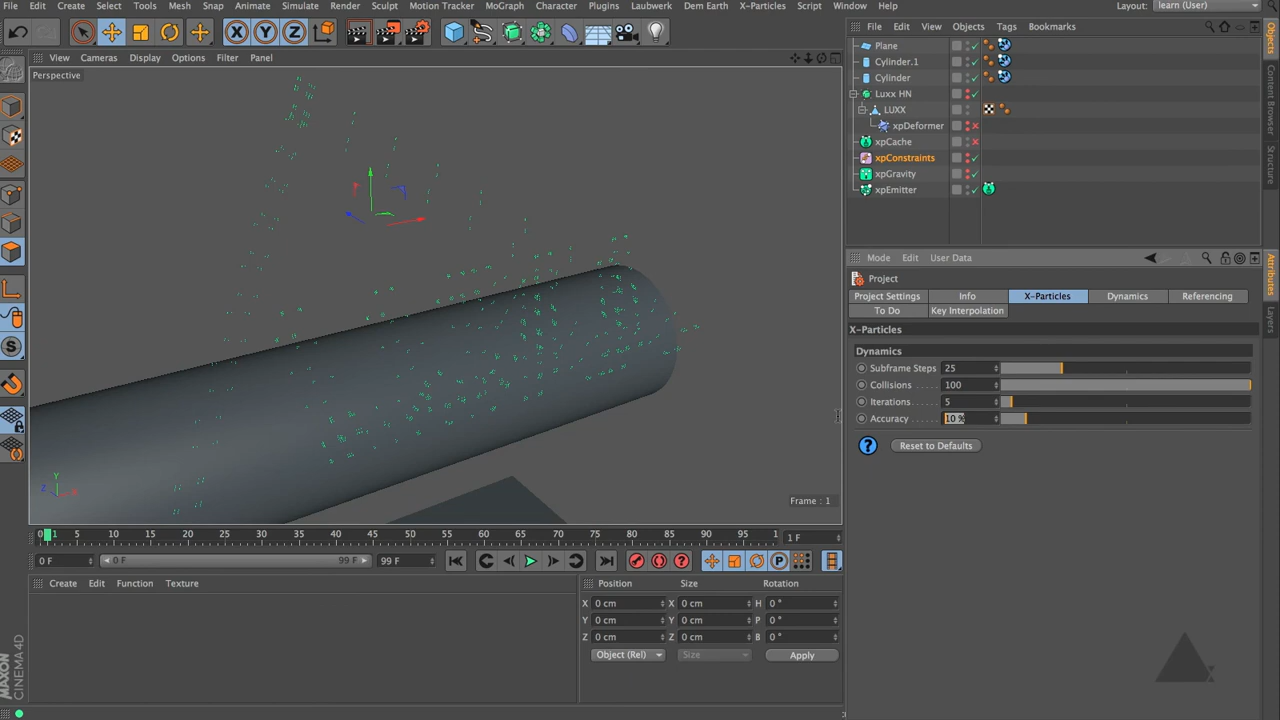 File Edit Create Select Tools Mesh Snap Animate Simulate Render Sculpt Motion Tracker MoGraph Character Plugins Laubwerk Dem Earth X-Particles Script Window Help Layout: learn (User)
X Y Z
File Edit View Objects Tags Bookmarks
View Cameras Display Options Filter Panel
Perspective
Plane
Cylinder.1
Cylinder
Luxx HN
LUXX
xpDeformer
xpCache
xpConstraints
xpGravity
xpEmitter
Objects
Content Browser
Structure
Mode Edit User Data
Project
Project Settings Info X-Particles Dynamics Referencing
To Do Key Interpolation
X-Particles
Dynamics
Subframe Steps 25
Collisions 100
Iterations 5
Accuracy 10 %
? Reset to Defaults
Attributes
Layers
S
Y
Z X
Frame : 1
0 1 5 10 15 20 25 30 35 40 45 50 55 60 65 70 75 80 85 90 95 1 F
0 F 0 F 99 F 99 F P
Create Edit Function Texture
Position Size Rotation
X 0 cm X 0 cm H 0 °
Y 0 cm Y 0 cm P 0 °
Z 0 cm Z 0 cm B 0 °
Object (Rel) Size Apply
MAXON
CINEMA 4D